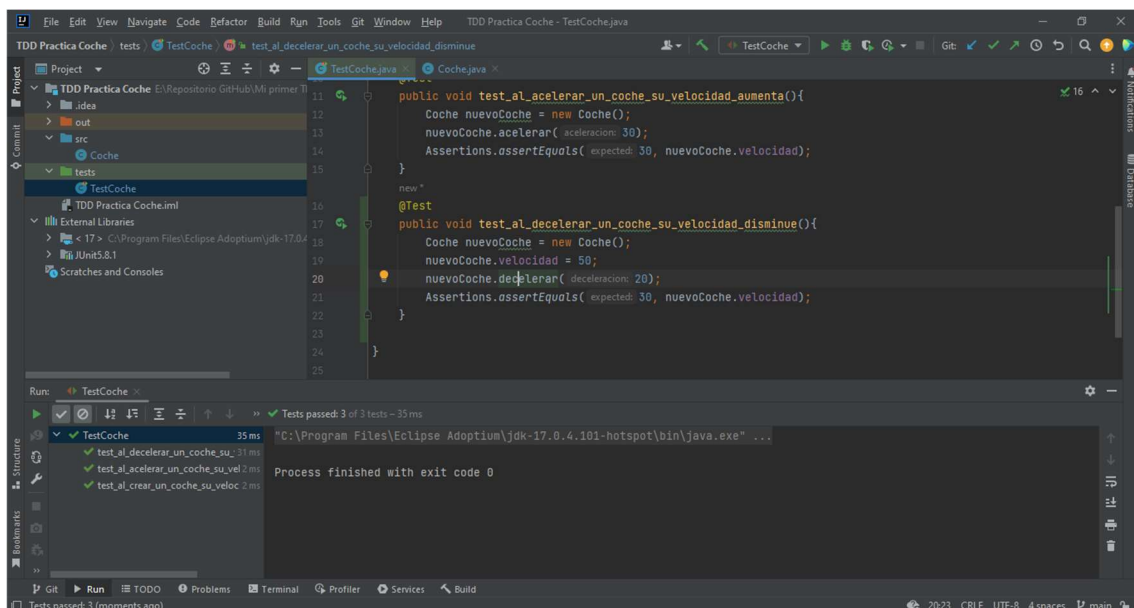 File Edit View Navigate Code Refactor Build Run Tools Git Window Help TDD Practica Coche - TestCoche.java
TDD Practica Coche tests TestCoche test_al_decelerar_un_coche_su_velocidad_disminue TestCoche Git:
Project TestCoche.java Coche.java
TDD Practica Coche E:\Repositorio GitHub\Mi primer T
.idea
out
src
Coche
tests
TestCoche
TDD Practica Coche.iml
External Libraries
< 17 > C:\Program Files\Eclipse Adoptium\jdk-17.0.4
JUnit5.8.1
Scratches and Consoles
Project
Commit
Structure
Bookmarks
Notifications
Database
16
@Test
11 public void test_al_acelerar_un_coche_su_velocidad_aumenta(){
12 Coche nuevoCoche = new Coche();
13 nuevoCoche.acelerar( aceleracion: 30);
14 Assertions.assertEquals( expected: 30, nuevoCoche.velocidad);
15 }
new *
16 @Test
17 public void test_al_decelerar_un_coche_su_velocidad_disminue(){
18 Coche nuevoCoche = new Coche();
19 nuevoCoche.velocidad = 50;
20 nuevoCoche.decelerar( deceleracion: 20);
21 Assertions.assertEquals( expected: 30, nuevoCoche.velocidad);
22 }
23
24 }
25
Run: TestCoche
Tests passed: 3 of 3 tests – 35 ms
TestCoche 35 ms
test_al_decelerar_un_coche_su_ 31 ms
test_al_acelerar_un_coche_su_vel 2 ms
test_al_crear_un_coche_su_veloc 2 ms
"C:\Program Files\Eclipse Adoptium\jdk-17.0.4.101-hotspot\bin\java.exe" ...
Process finished with exit code 0
Git Run TODO Problems Terminal Profiler Services Build
Tests passed: 3 (moments ago) 20:23 CRLF UTF-8 4 spaces main